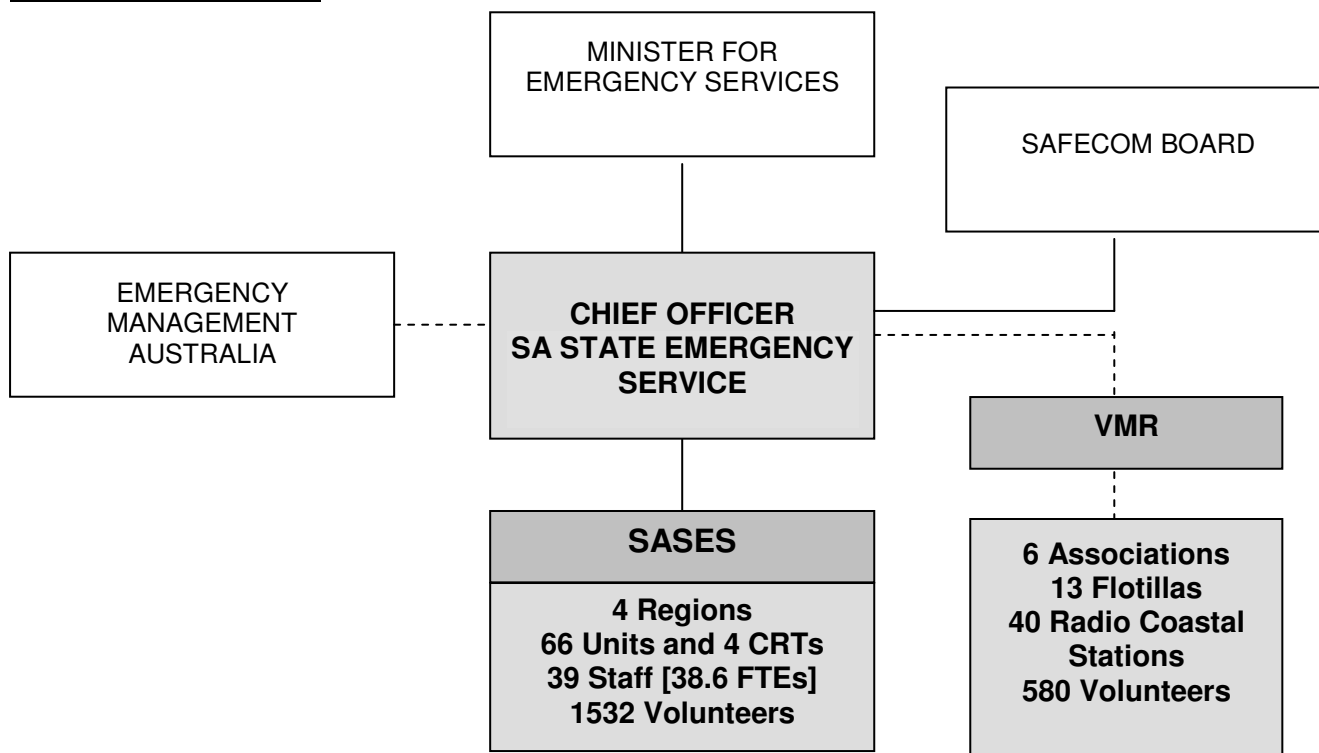 MINISTER FOR
EMERGENCY SERVICES
SAFECOM BOARD
EMERGENCY
MANAGEMENT
AUSTRALIA
CHIEF OFFICER
SA STATE EMERGENCY
SERVICE
VMR
SASES
4 Regions
66 Units and 4 CRTs
39 Staff [38.6 FTEs]
1532 Volunteers
6 Associations
13 Flotillas
40 Radio Coastal
Stations
580 Volunteers